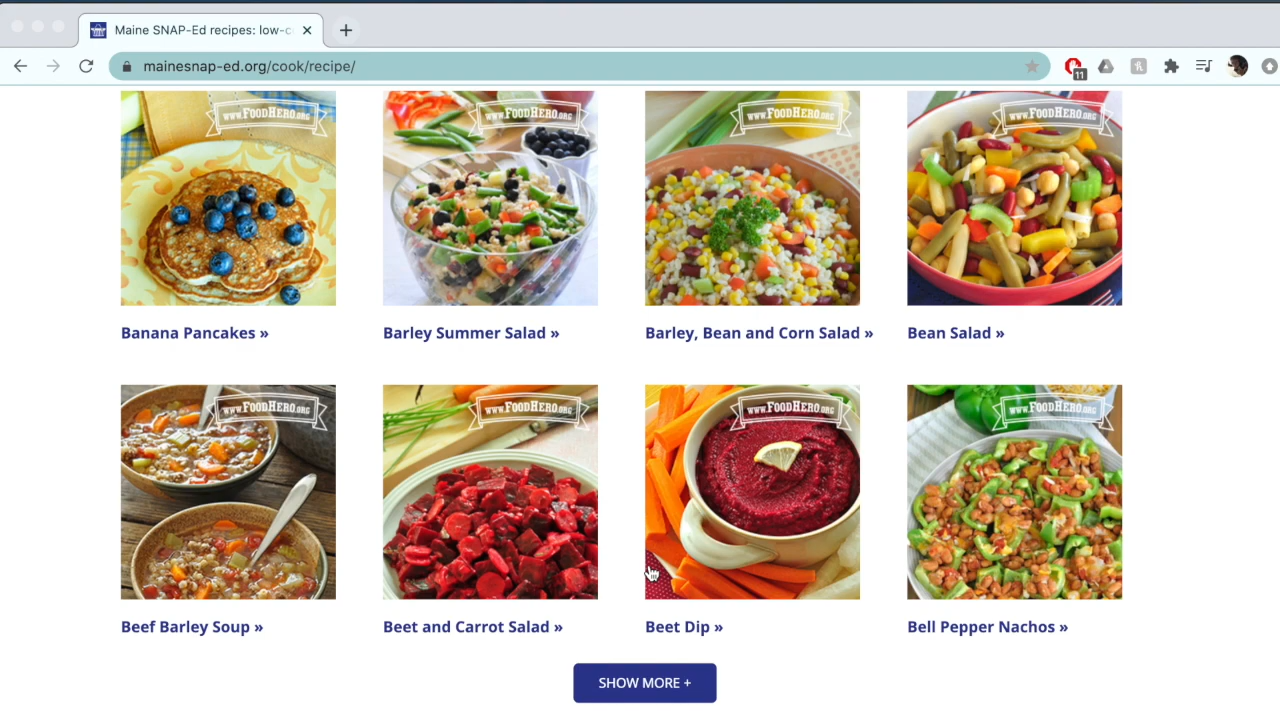 Maine SNAP-Ed recipes: low-c
mainesnap-ed.org/cook/recipe/
11
www.FoodHero.org
www.FoodHero.org
www.FoodHero.org
www.FoodHero.org
Banana Pancakes »
Barley Summer Salad »
Barley, Bean and Corn Salad »
Bean Salad »
www.FoodHero.org
www.FoodHero.org
www.FoodHero.org
www.FoodHero.org
Beef Barley Soup »
Beet and Carrot Salad »
Beet Dip »
Bell Pepper Nachos »
SHOW MORE +